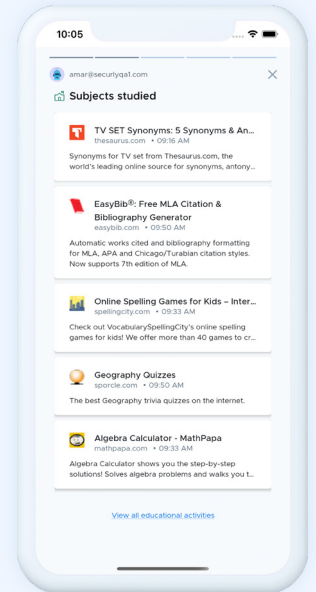 10:05
amar@securlyqa1.com
Subjects studied
TV SET Synonyms: 5 Synonyms & An...
thesaurus.com • 09:16 AM
Synonyms for TV set from Thesaurus.com, the
world's leading online source for synonyms, antony...
EasyBib®: Free MLA Citation &
Bibliography Generator
easybib.com • 09:50 AM
Automatic works cited and bibliography formatting
for MLA, APA and Chicago/Turabian citation styles.
Now supports 7th edition of MLA.
Online Spelling Games for Kids – Inter...
spellingcity.com • 09:33 AM
Check out VocabularySpellingCity's online spelling
games for kids! We offer more than 40 games to cr...
Geography Quizzes
sporcle.com • 09:50 AM
The best Geography trivia quizzes on the internet.
Algebra Calculator - MathPapa
mathpapa.com • 09:33 AM
Algebra Calculator shows you the step-by-step
solutions! Solves algebra problems and walks you t...
View all educational activities